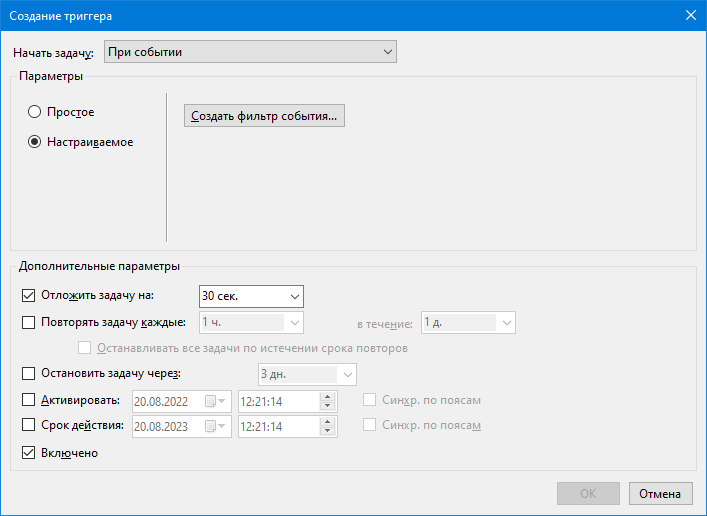 Создание триггера
Начать задачу: При событии
Параметры
Простое
Настраиваемое
Создать фильтр события...
Дополнительные параметры
Отложить задачу на: 30 сек.
Повторять задачу каждые: 1 ч. в течение: 1 д.
Останавливать все задачи по истечении срока повторов
Остановить задачу через: 3 дн.
Активировать: 20.08.2022 12:21:14 Синхр. по поясам
Срок действия: 20.08.2023 12:21:14 Синхр. по поясам
Включено
ОК Отмена